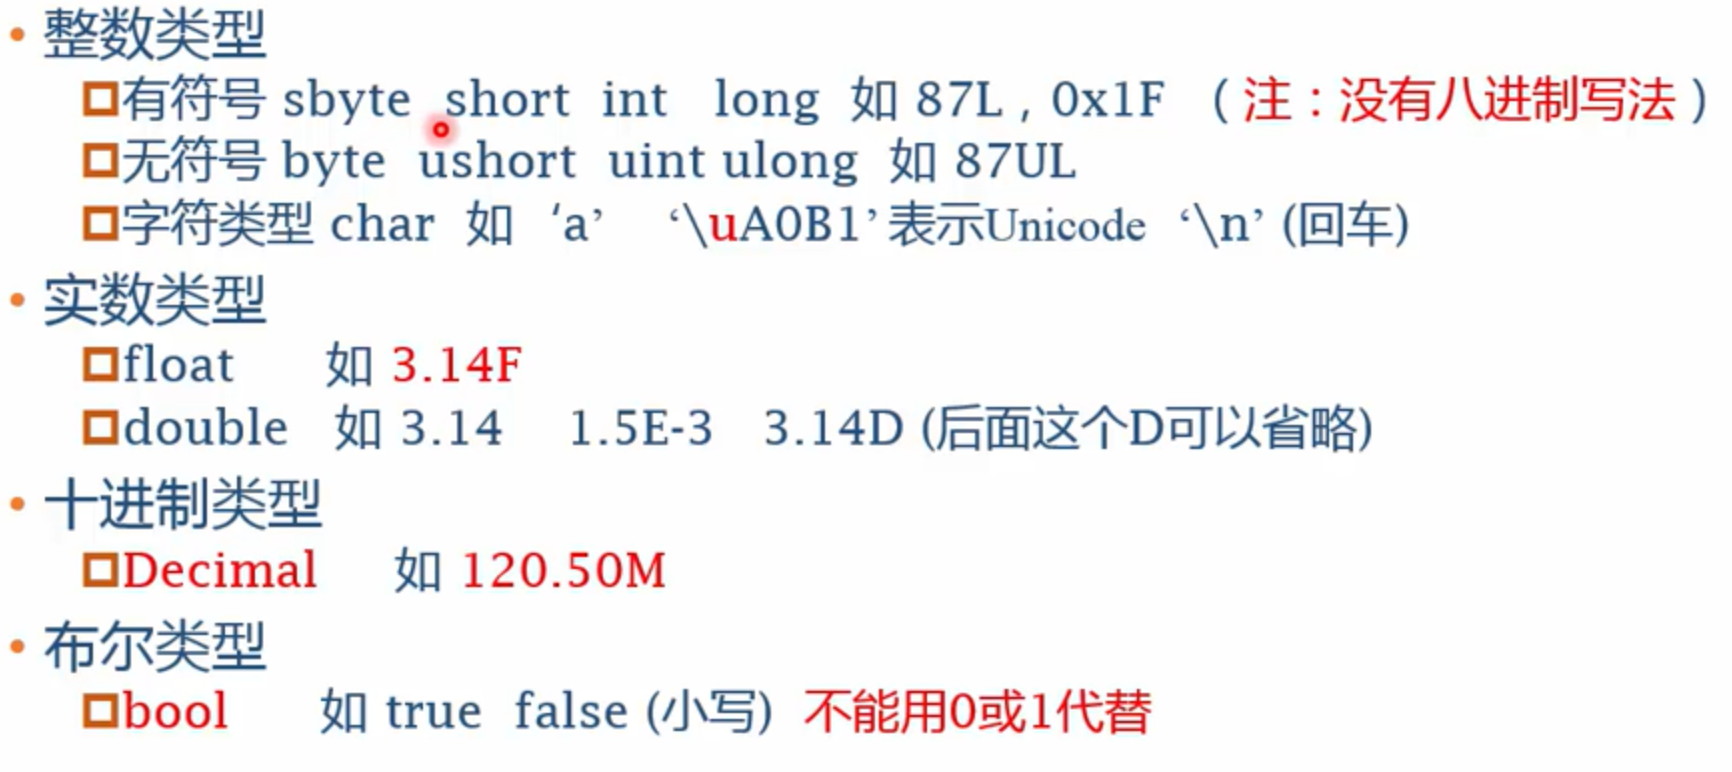 • 整数类型
有符号 sbyte short int long 如 87L , 0x1F （注：没有八进制写法）
无符号 byte ushort uint ulong 如 87UL
字符类型 char 如 ‘a’ ‘\uA0B1’ 表示Unicode ‘\n’ (回车)
• 实数类型
float 如 3.14F
double 如 3.14 1.5E-3 3.14D (后面这个D可以省略)
• 十进制类型
Decimal 如 120.50M
• 布尔类型
bool 如 true false (小写) 不能用0或1代替